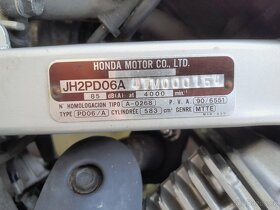 HONDA MOTOR CO., LTD.
JH2PD06A
85 dB(A) at 4000 min⁻¹
N° HOMOLOGACION TIPO A-0268 P.V.A. 90/6551
TYPE PD06/A CYLINDRÉE 583 cm³ GENRE MTTE